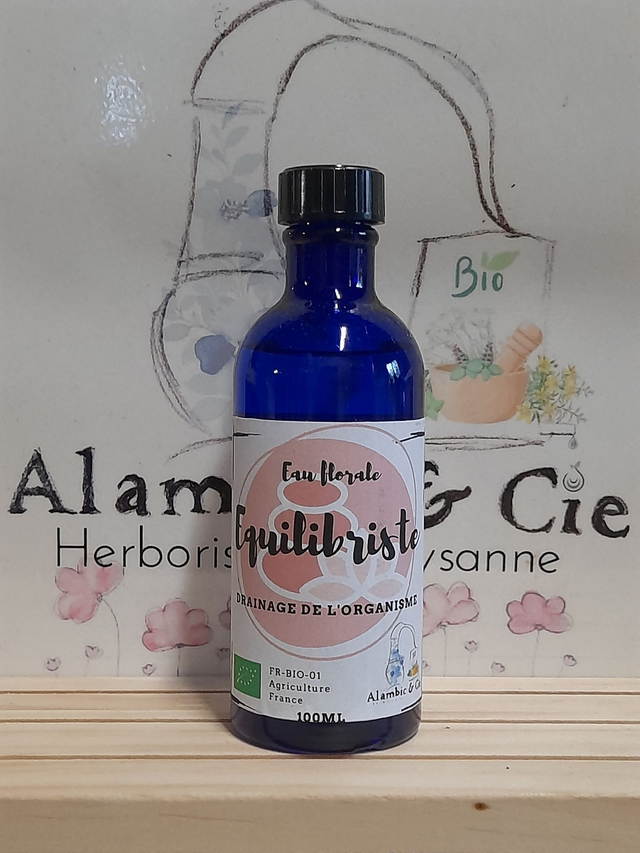 Bio
Alam & Cie
Herboris ysanne
Eau florale
Equilibriste
DRAINAGE DE L'ORGANISME
FR-BIO-01
Agriculture
France
Alambic & Cie
100ML